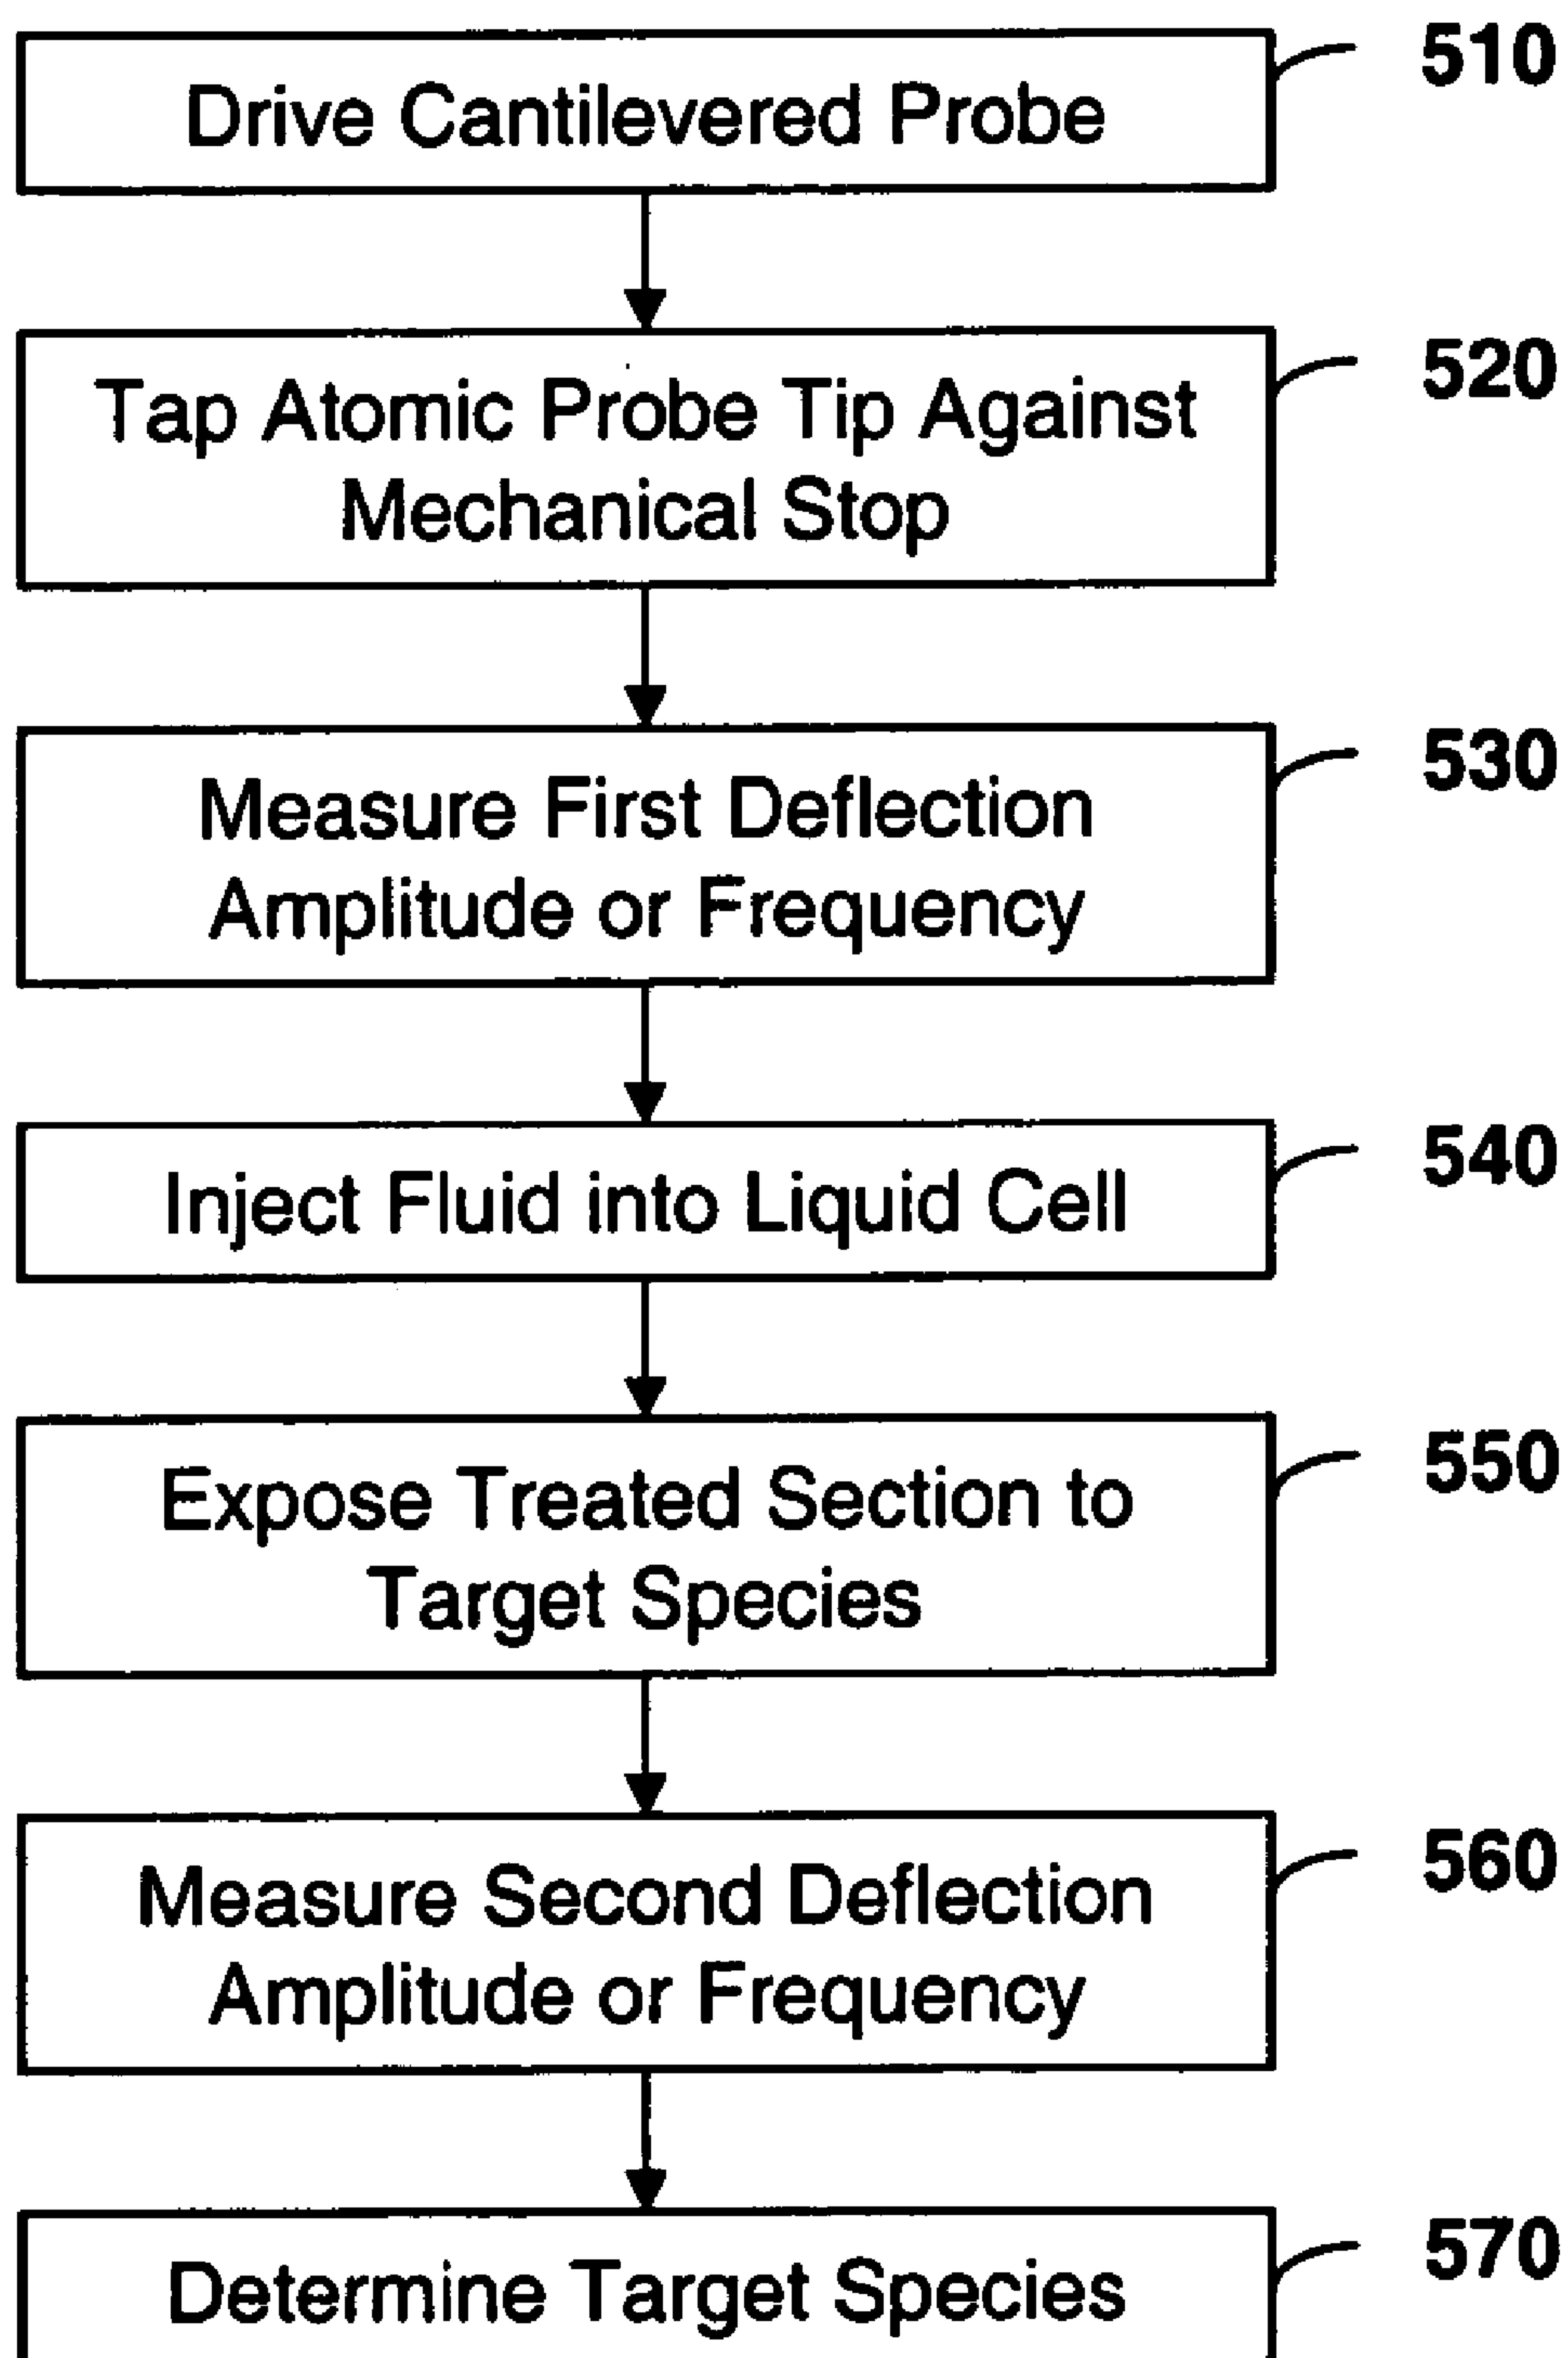 510
Drive Cantilevered Probe
520
Tap Atomic Probe Tip Against
Mechanical Stop
530
Measure First Deflection
Amplitude or Frequency
540
Inject Fluid into Liquid Cell
550
Expose Treated Section to
Target Species
560
Measure Second Deflection
Amplitude or Frequency
570
Determine Target Species